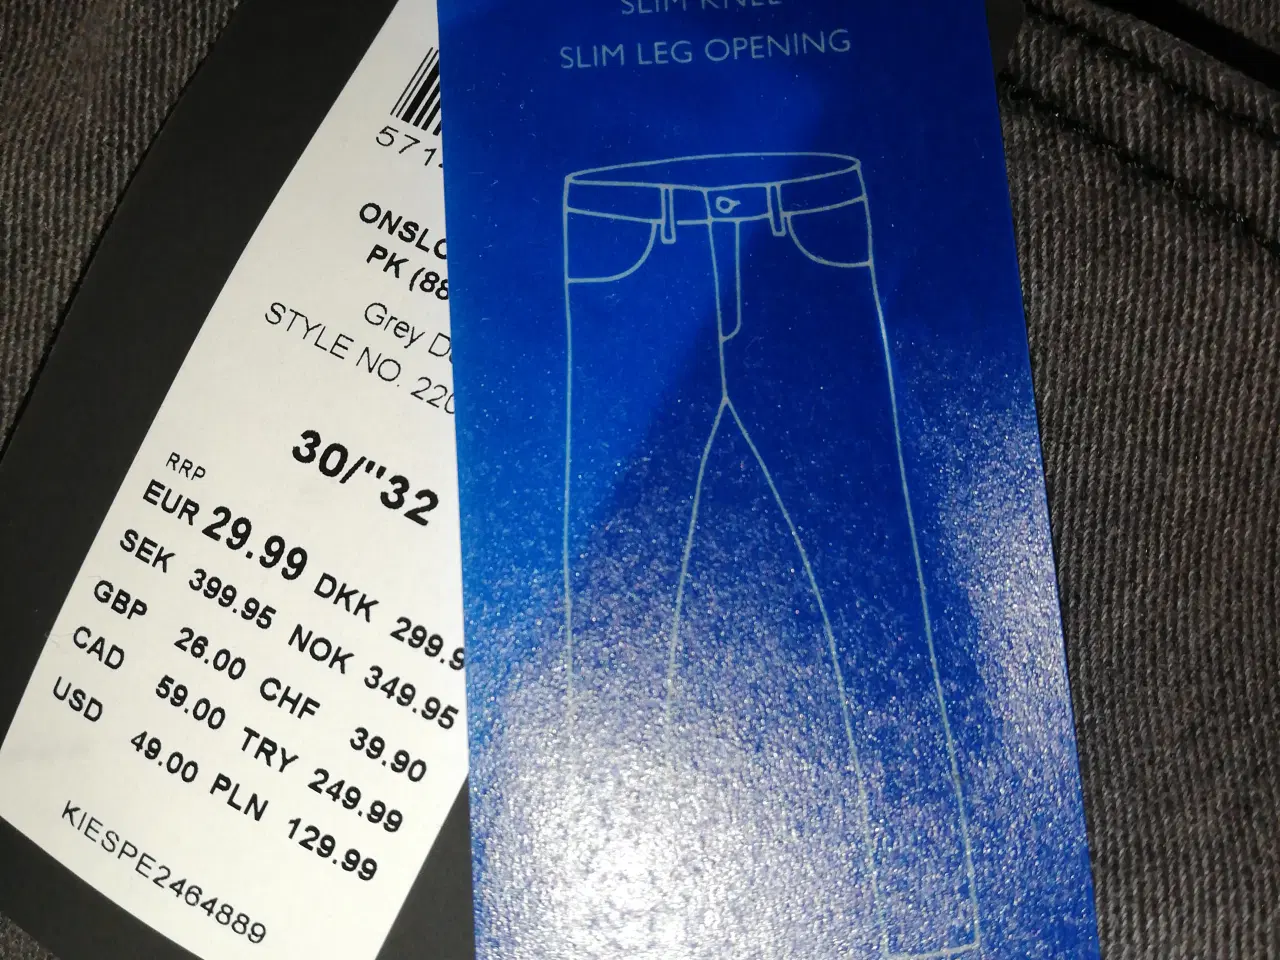 SLIM KNEE
SLIM LEG OPENING
571
ONSLO
PK (88
Grey D
STYLE NO. 220
30/"32
RRP
EUR 29.99 DKK 299.9
SEK 399.95 NOK 349.95
GBP 26.00 CHF 39.90
CAD 59.00 TRY 249.99
USD 49.00 PLN 129.99
KIESPE2464889